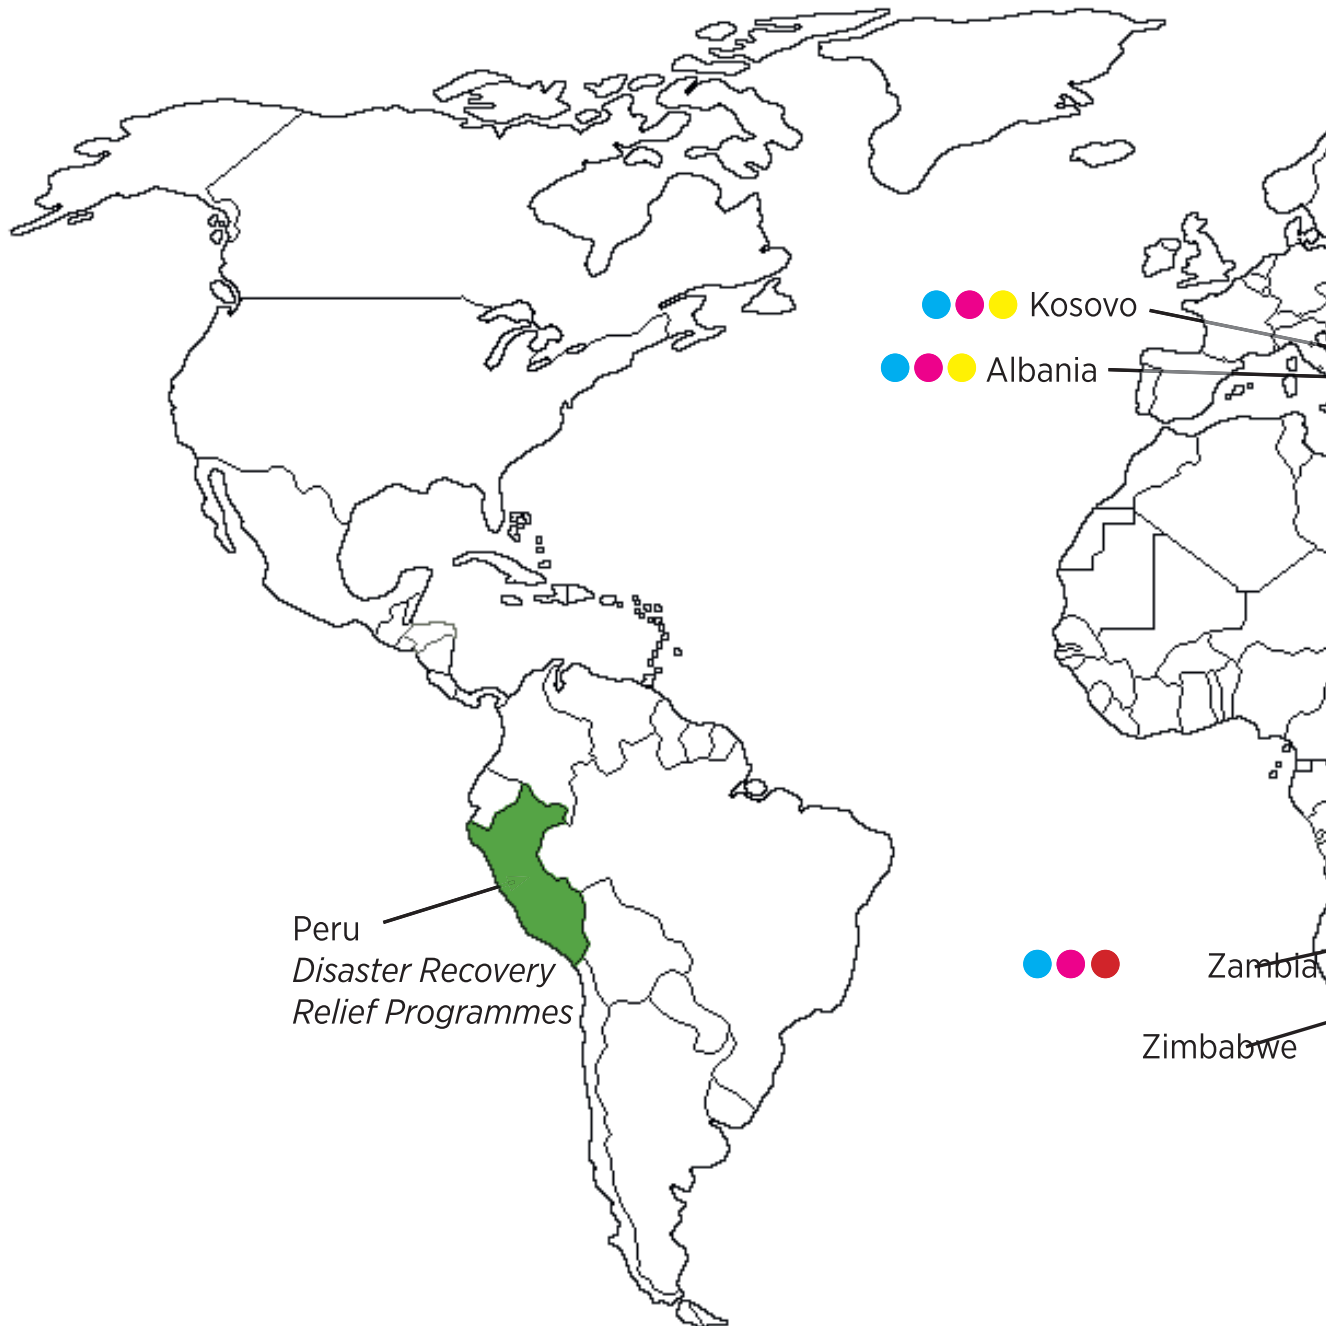 Kosovo
Albania
Peru
Disaster Recovery
Relief Programmes
Zambia
Zimbabwe